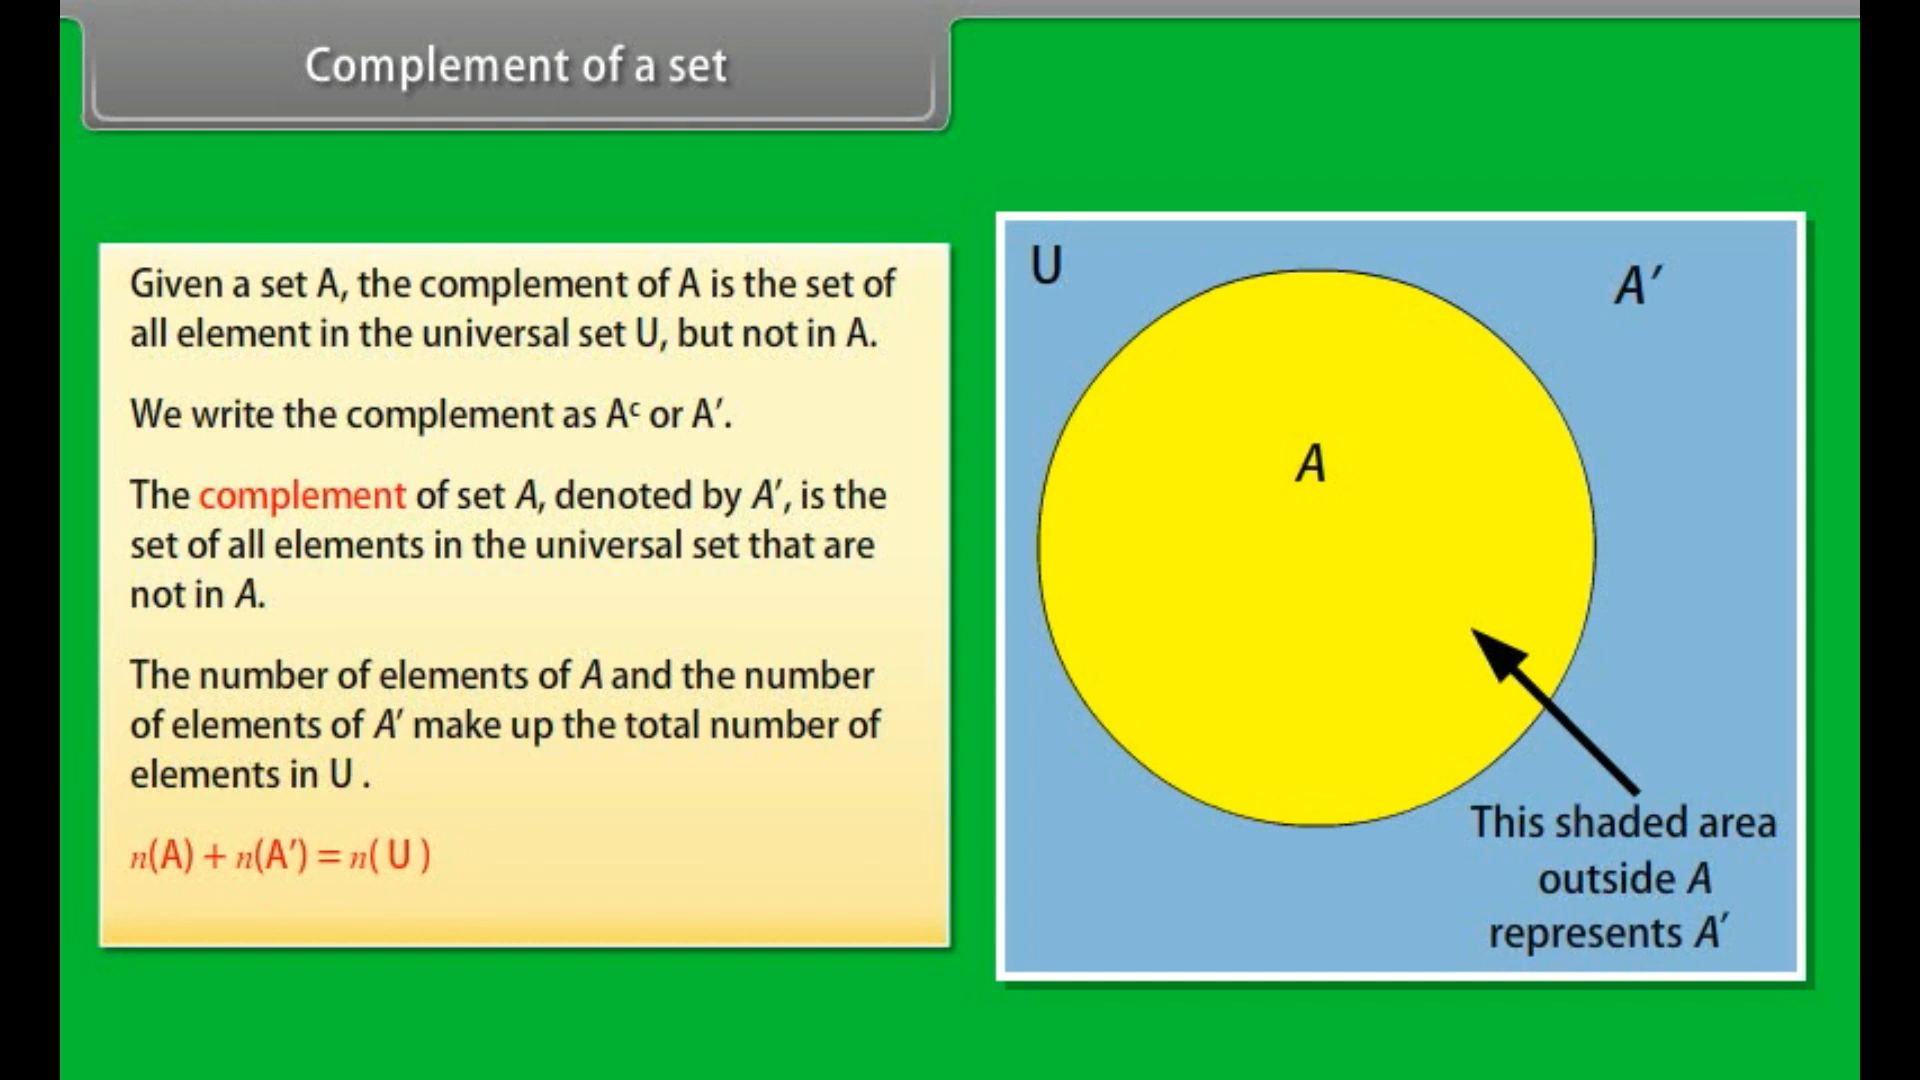 Complement of a set
Given a set A, the complement of A is the set of
all element in the universal set U, but not in A.
We write the complement as Aᶜ or A′.
The complement of set A, denoted by A′, is the
set of all elements in the universal set that are
not in A.
The number of elements of A and the number
of elements of A′ make up the total number of
elements in U .
n(A) + n(A′) = n( U )
U
A′
A
This shaded area
outside A
represents A′